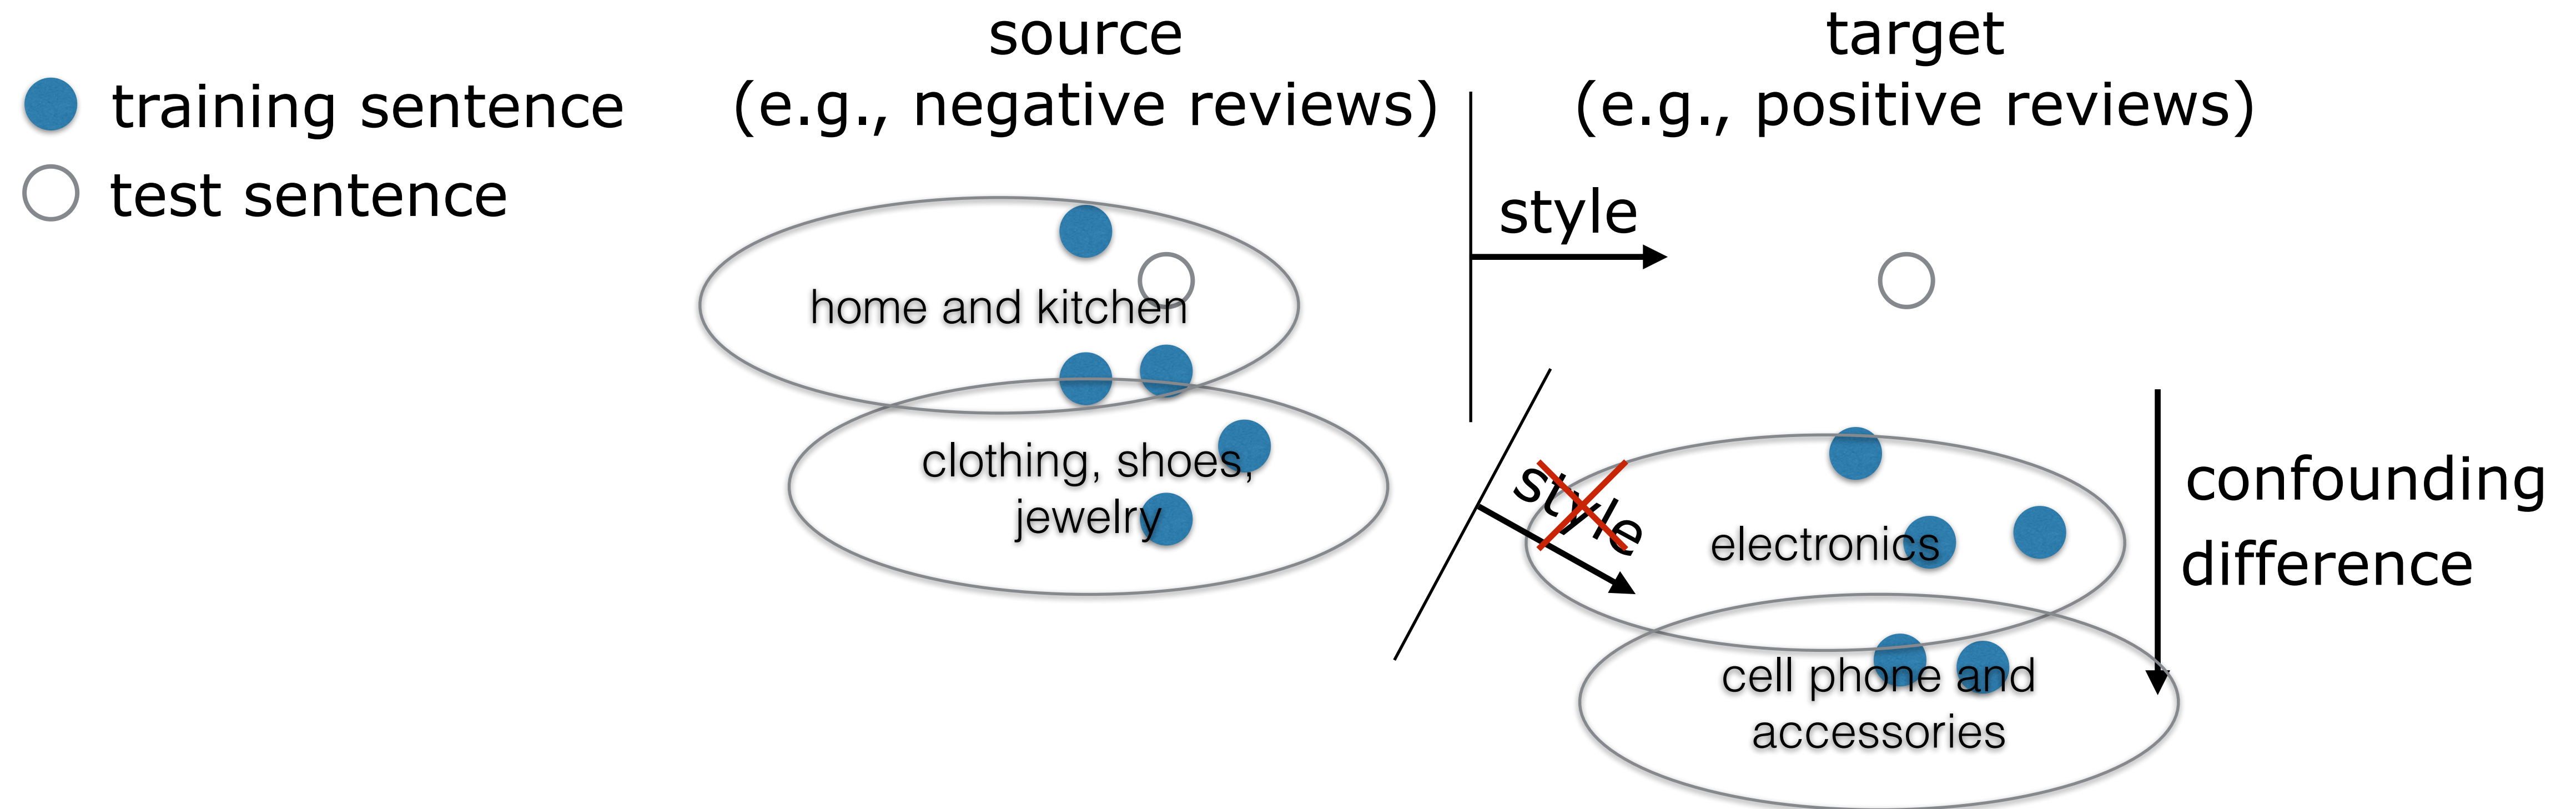 training sentence
test sentence
source
(e.g., negative reviews)
target
(e.g., positive reviews)
style
home and kitchen
clothing, shoes,
jewelry
style
electronics
cell phone and
accessories
confounding
difference